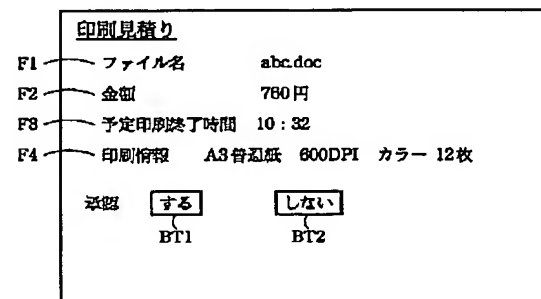 印刷見積り
F1 ファイル名 abc.doc
F2 金額 760円
F3 予定印刷終了時間 10:32
F4 印刷情報 A3普通紙 600DPI カラー 12枚
承認 する しない
BT1 BT2